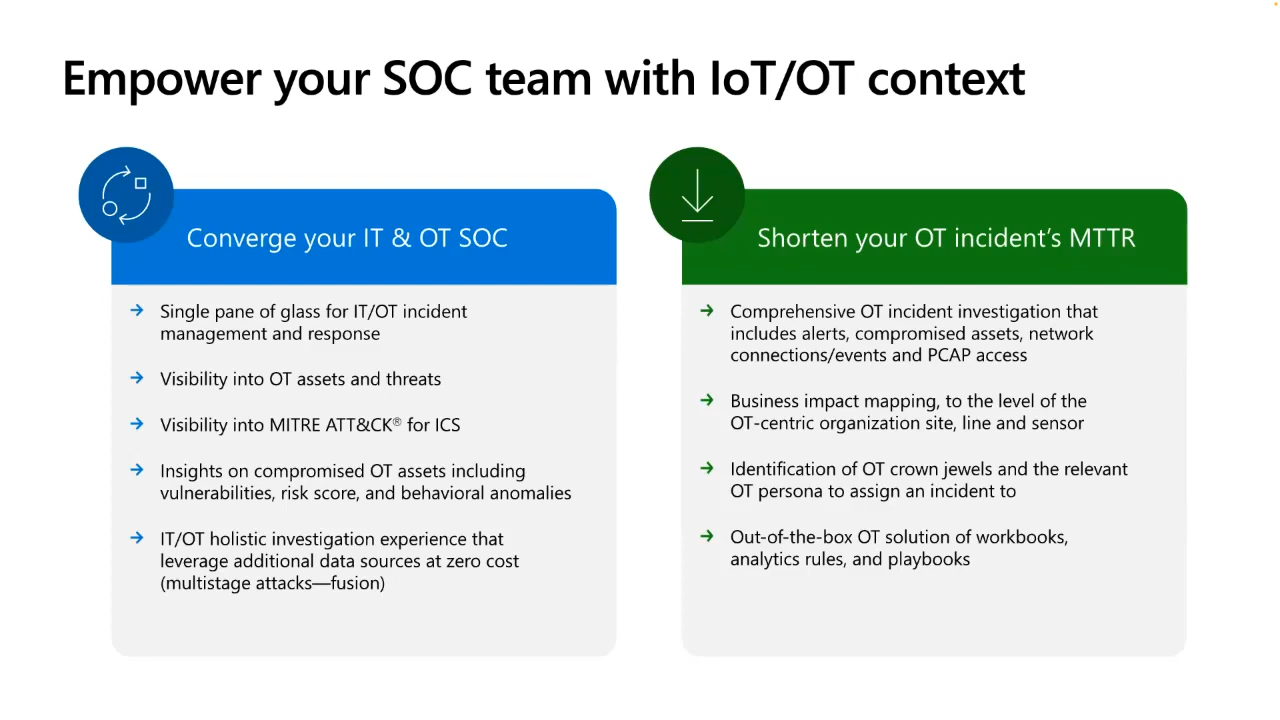 Empower your SOC team with IoT/OT context
Converge your IT & OT SOC
Single pane of glass for IT/OT incident
management and response
Visibility into OT assets and threats
Visibility into MITRE ATT&CK® for ICS
Insights on compromised OT assets including
vulnerabilities, risk score, and behavioral anomalies
IT/OT holistic investigation experience that
leverage additional data sources at zero cost
(multistage attacks—fusion)
Shorten your OT incident's MTTR
Comprehensive OT incident investigation that
includes alerts, compromised assets, network
connections/events and PCAP access
Business impact mapping, to the level of the
OT-centric organization site, line and sensor
Identification of OT crown jewels and the relevant
OT persona to assign an incident to
Out-of-the-box OT solution of workbooks,
analytics rules, and playbooks